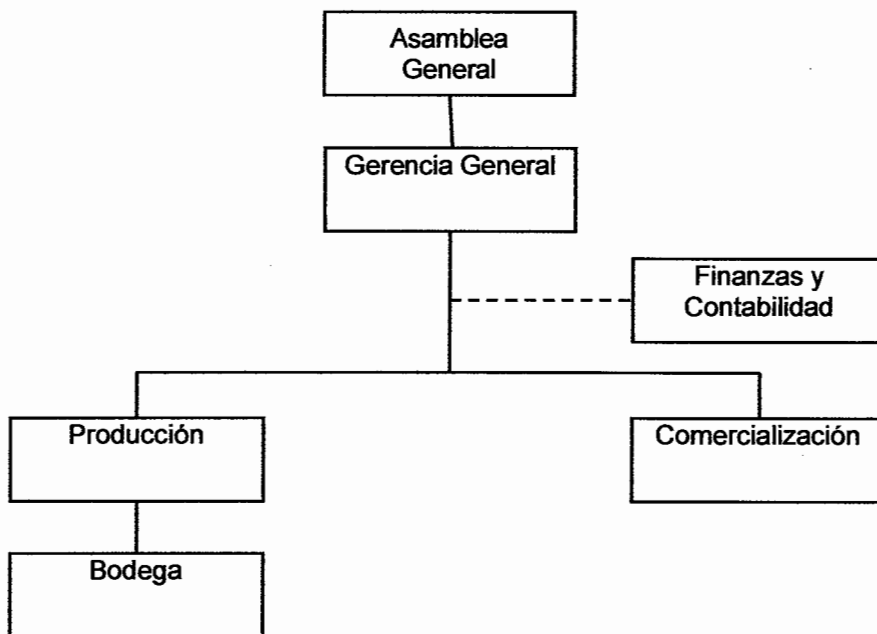 Asamblea
General
Gerencia General
Finanzas y
Contabilidad
Producción
Comercialización
Bodega